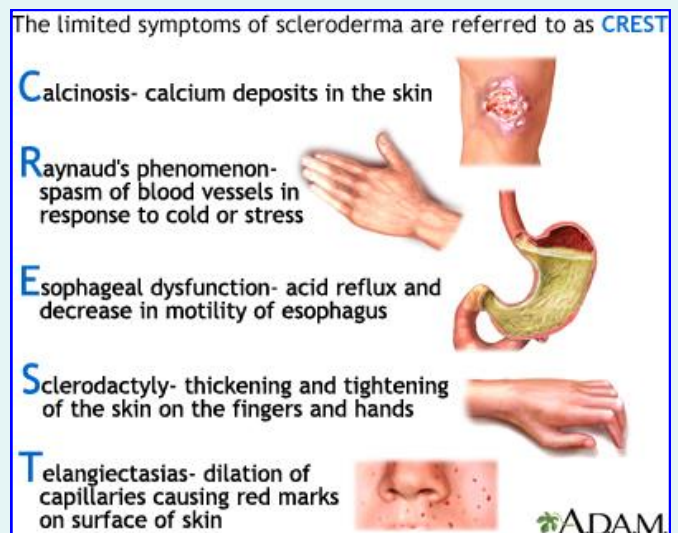 The limited symptoms of scleroderma are referred to as CREST
Calcinosis- calcium deposits in the skin
Raynaud's phenomenon-
spasm of blood vessels in
response to cold or stress
Esophageal dysfunction- acid reflux and
decrease in motility of esophagus
Sclerodactyly- thickening and tightening
of the skin on the fingers and hands
Telangiectasias- dilation of
capillaries causing red marks
on surface of skin
A.D.A.M.